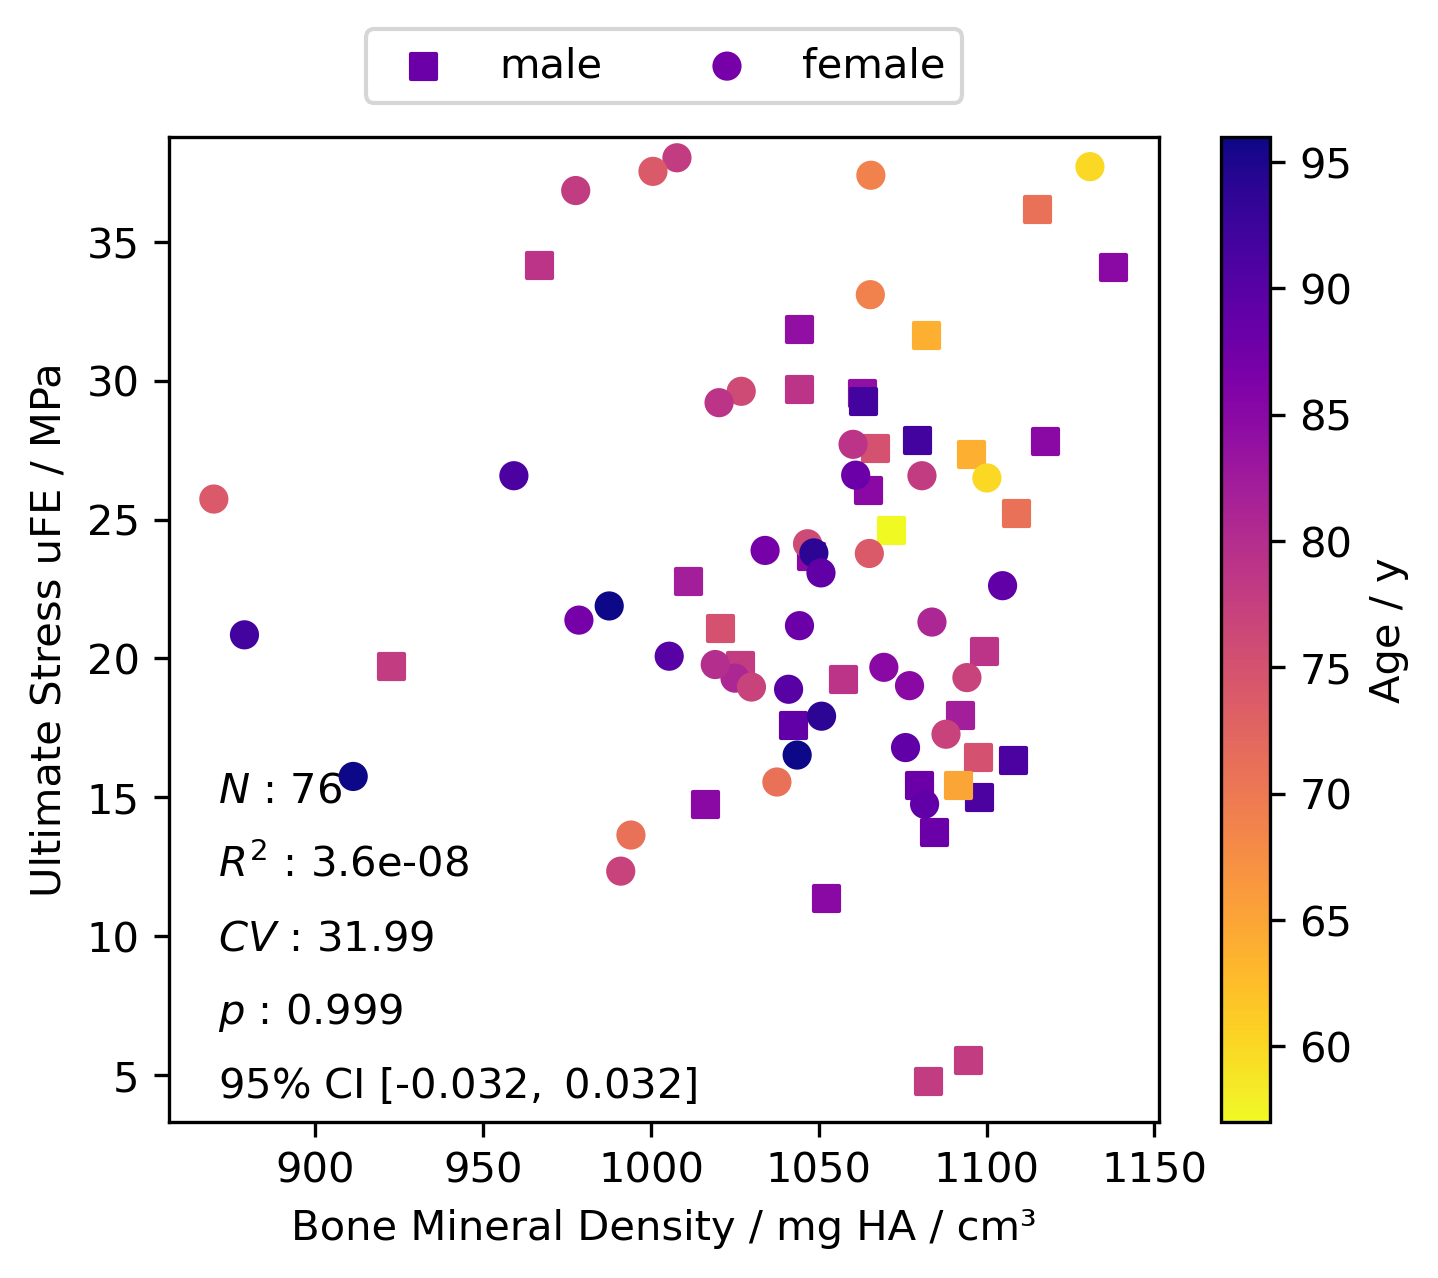 male female
35
30
25
20
15
10
5
Ultimate Stress uFE / MPa
N : 76
R² : 3.6e-08
CV : 31.99
p : 0.999
95% CI [-0.032, 0.032]
900 950 1000 1050 1100 1150
Bone Mineral Density / mg HA / cm³
95
90
85
80
75
70
65
60
Age / y